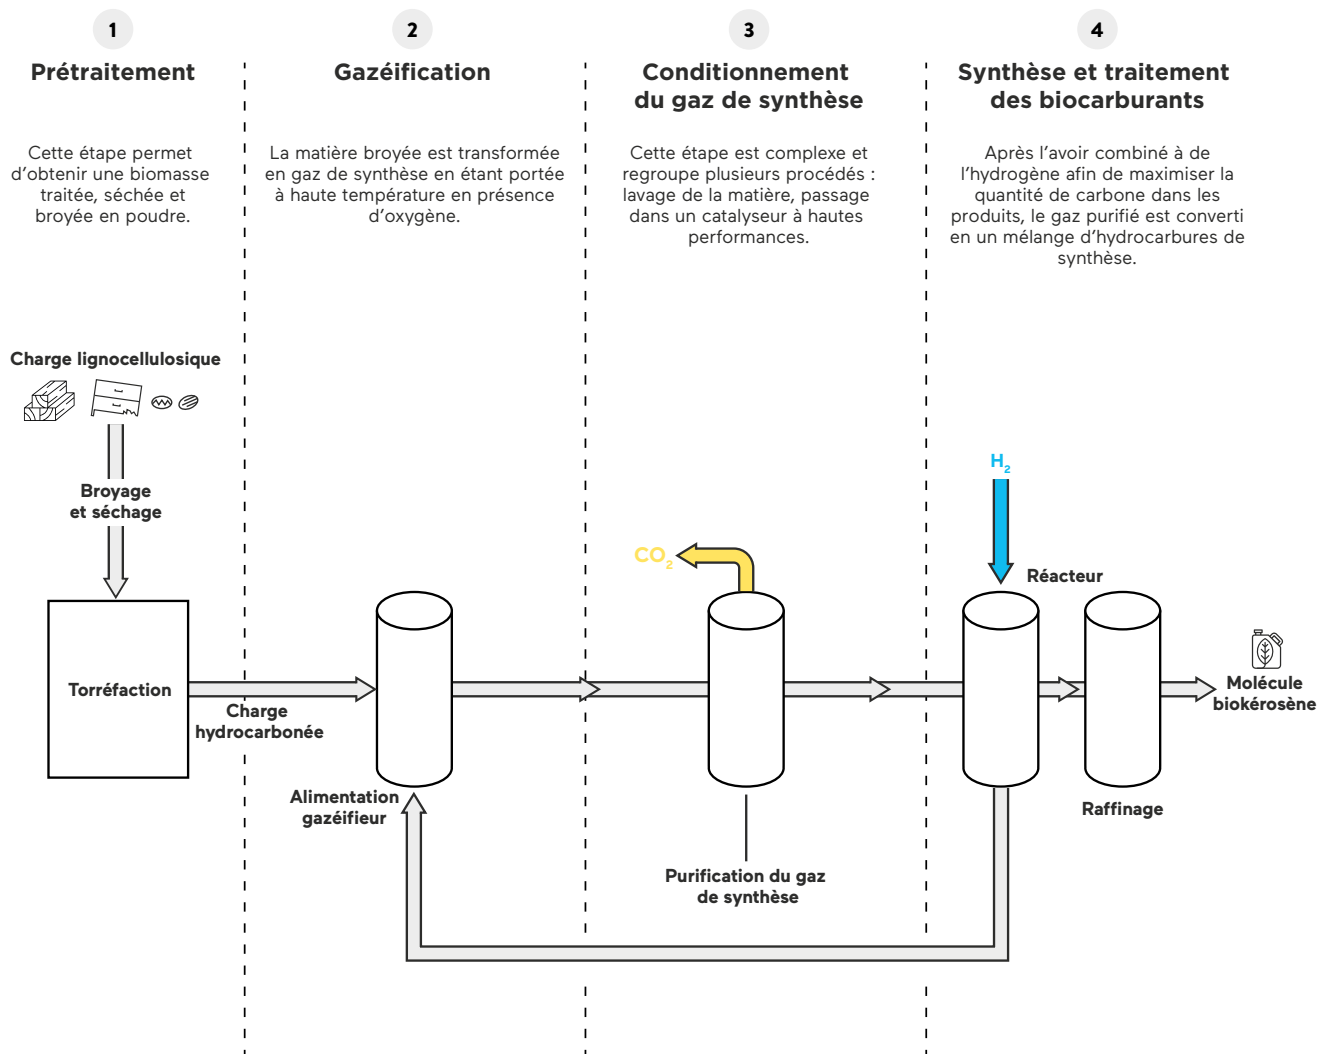 1
Prétraitement
Cette étape permet
d'obtenir une biomasse
traitée, séchée et
broyée en poudre.
2
Gazéification
La matière broyée est transformée
en gaz de synthèse en étant portée
à haute température en présence
d'oxygène.
3
Conditionnement
du gaz de synthèse
Cette étape est complexe et
regroupe plusieurs procédés :
lavage de la matière, passage
dans un catalyseur à hautes
performances.
4
Synthèse et traitement
des biocarburants
Après l'avoir combiné à de
l'hydrogène afin de maximiser la
quantité de carbone dans les
produits, le gaz purifié est converti
en un mélange d'hydrocarbures de
synthèse.
Charge lignocellulosique
Broyage
et séchage
Torréfaction
Charge
hydrocarbonée
Alimentation
gazéifieur
CO₂
Purification du gaz
de synthèse
H₂
Réacteur
Raffinage
Molécule
biokérosène